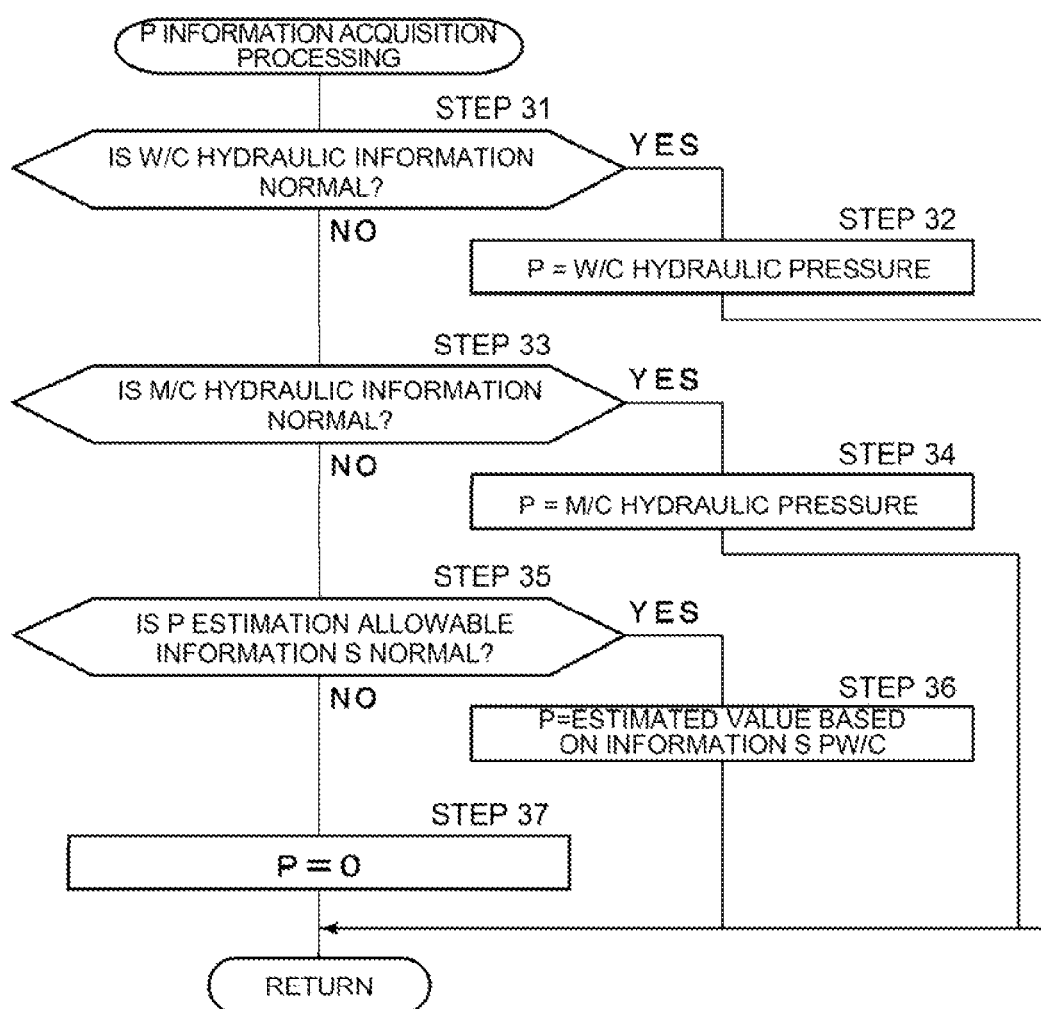 P INFORMATION ACQUISITION
PROCESSING
STEP 31
IS W/C HYDRAULIC INFORMATION
NORMAL?
YES
NO
STEP 32
P = W/C HYDRAULIC PRESSURE
STEP 33
IS M/C HYDRAULIC INFORMATION
NORMAL?
YES
NO
STEP 34
P = M/C HYDRAULIC PRESSURE
STEP 35
IS P ESTIMATION ALLOWABLE
INFORMATION S NORMAL?
YES
NO
STEP 36
P=ESTIMATED VALUE BASED
ON INFORMATION S PW/C
STEP 37
P=0
RETURN